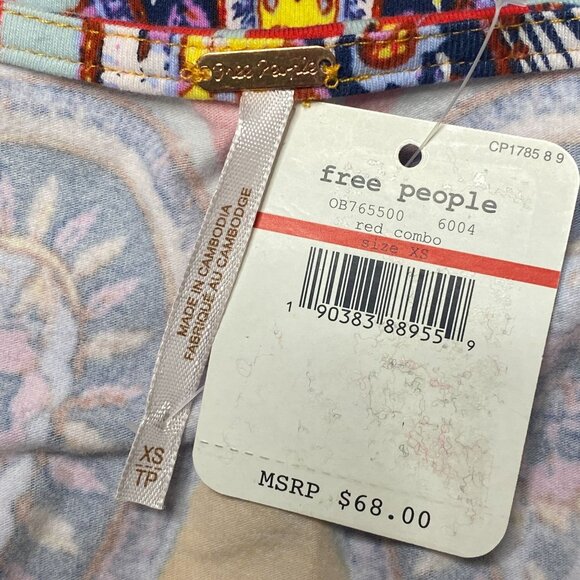 Free People
MADE IN CAMBODIA
FABRIQUE AU CAMBODGE
XS
TP
CP1785 8 9
free people
OB765500 6004
red combo
size XS
1 90383 88955 9
MSRP $68.00